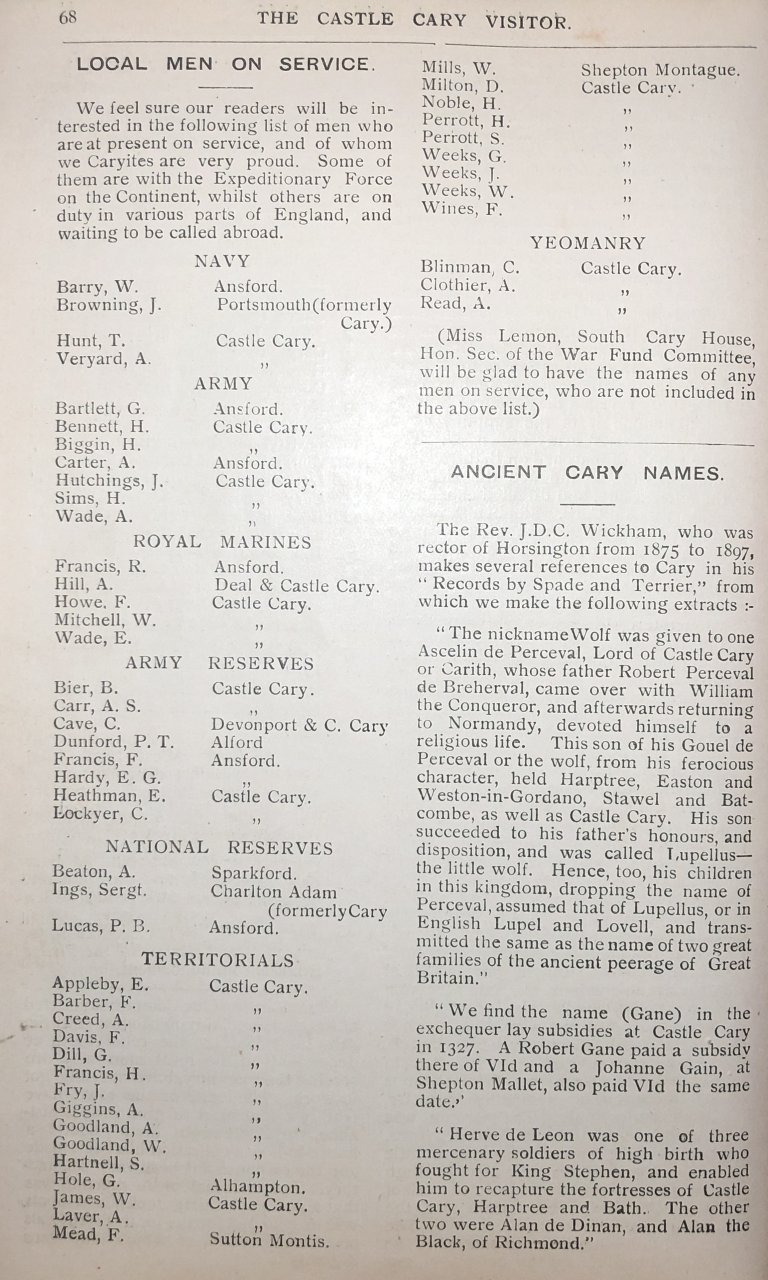 68
THE CASTLE CARY VISITOR.
LOCAL MEN ON SERVICE.
We feel sure our readers will be in-
terested in the following list of men who
are at present on service, and of whom
we Caryites are very proud. Some of
them are with the Expeditionary Force
on the Continent, whilst others are on
duty in various parts of England, and
waiting to be called abroad.
NAVY
Barry, W. Ansford.
Browning, J. Portsmouth(formerly
Cary.)
Hunt, T. Castle Cary.
Veryard, A. ,,
ARMY
Bartlett, G. Ansford.
Bennett, H. Castle Cary.
Biggin, H. ,,
Carter, A. Ansford.
Hutchings, J. Castle Cary.
Sims, H. ,,
Wade, A. ,,
ROYAL MARINES
Francis, R. Ansford.
Hill, A. Deal & Castle Cary.
Howe, F. Castle Cary.
Mitchell, W. ,,
Wade, E. ,,
ARMY RESERVES
Bier, B. Castle Cary.
Carr, A. S. ,,
Cave, C. Devonport & C. Cary
Dunford, P. T. Alford
Francis, F. Ansford.
Hardy, E. G. ,,
Heathman, E. Castle Cary.
Lockyer, C. ,,
NATIONAL RESERVES
Beaton, A. Sparkford.
Ings, Sergt. Charlton Adam
(formerly Cary
Lucas, P. B. Ansford.
TERRITORIALS
Appleby, E. Castle Cary.
Barber, F. ,,
Creed, A. ,,
Davis, F. ,,
Dill, G. ,,
Francis, H. ,,
Fry, J. ,,
Giggins, A. ,,
Goodland, A. ,,
Goodland, W. ,,
Hartnell, S. ,,
Hole, G. Alhampton.
James, W. Castle Cary.
Laver, A. ,,
Mead, F. Sutton Montis.
Mills, W. Shepton Montague.
Milton, D. Castle Cary.
Noble, H. ,,
Perrott, H. ,,
Perrott, S. ,,
Weeks, G. ,,
Weeks, J. ,,
Weeks, W. ,,
Wines, F. ,,
YEOMANRY
Blinman, C. Castle Cary.
Clothier, A. ,,
Read, A. ,,
(Miss Lemon, South Cary House,
Hon. Sec. of the War Fund Committee,
will be glad to have the names of any
men on service, who are not included in
the above list.)
ANCIENT CARY NAMES.
The Rev. J.D.C. Wickham, who was
rector of Horsington from 1875 to 1897,
makes several references to Cary in his
"Records by Spade and Terrier," from
which we make the following extracts :-
"The nickname Wolf was given to one
Ascelin de Perceval, Lord of Castle Cary
or Carith, whose father Robert Perceval
de Breherval, came over with William
the Conqueror, and afterwards returning
to Normandy, devoted himself to a
religious life. This son of his Gouel de
Perceval or the wolf, from his ferocious
character, held Harptree, Easton and
Weston-in-Gordano, Stawel and Bat-
combe, as well as Castle Cary. His son
succeeded to his father's honours, and
disposition, and was called Lupellus—
the little wolf. Hence, too, his children
in this kingdom, dropping the name of
Perceval, assumed that of Lupellus, or in
English Lupel and Lovell, and trans-
mitted the same as the name of two great
families of the ancient peerage of Great
Britain."
"We find the name (Gane) in the
exchequer lay subsidies at Castle Cary
in 1327. A Robert Gane paid a subsidy
there of VId and a Johanne Gain, at
Shepton Mallet, also paid VId the same
date.,'
"Herve de Leon was one of three
mercenary soldiers of high birth who
fought for King Stephen, and enabled
him to recapture the fortresses of Castle
Cary, Harptree and Bath. The other
two were Alan de Dinan, and Alan the
Black, of Richmond."